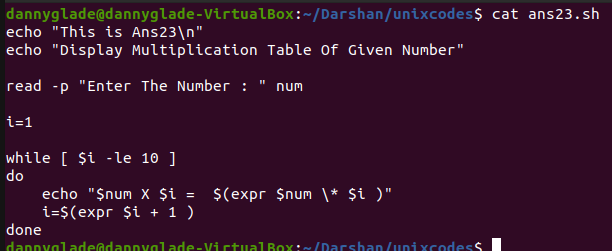 dannyglade@dannyglade-VirtualBox:~/Darshan/unixcodes$ cat ans23.sh
echo "This is Ans23\n"
echo "Display Multiplication Table Of Given Number"

read -p "Enter The Number : " num

i=1

while [ $i -le 10 ]
do
    echo "$num X $i =  $(expr $num \* $i )"
    i=$(expr $i + 1 )
done
dannyglade@dannyglade-VirtualBox:~/Darshan/unixcodes$